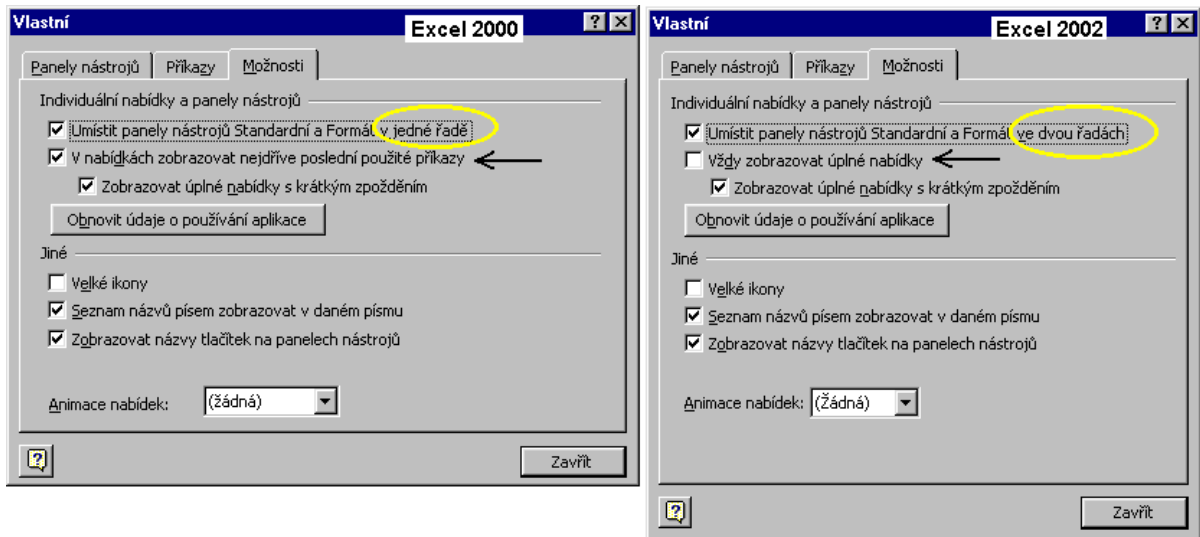 Vlastní
Excel 2000
Panely nástrojů
Příkazy
Možnosti
Individuální nabídky a panely nástrojů
Umístit panely nástrojů Standardní a Formát v jedné řadě
V nabídkách zobrazovat nejdříve poslední použité příkazy
Zobrazovat úplné nabídky s krátkým zpožděním
Obnovit údaje o používání aplikace
Jiné
Velké ikony
Seznam názvů písem zobrazovat v daném písmu
Zobrazovat názvy tlačítek na panelech nástrojů
Animace nabídek:
(žádná)
Zavřít
Vlastní
Excel 2002
Panely nástrojů
Příkazy
Možnosti
Individuální nabídky a panely nástrojů
Umístit panely nástrojů Standardní a Formát ve dvou řadách
Vždy zobrazovat úplné nabídky
Zobrazovat úplné nabídky s krátkým zpožděním
Obnovit údaje o používání aplikace
Jiné
Velké ikony
Seznam názvů písem zobrazovat v daném písmu
Zobrazovat názvy tlačítek na panelech nástrojů
Animace nabídek:
(Žádná)
Zavřít